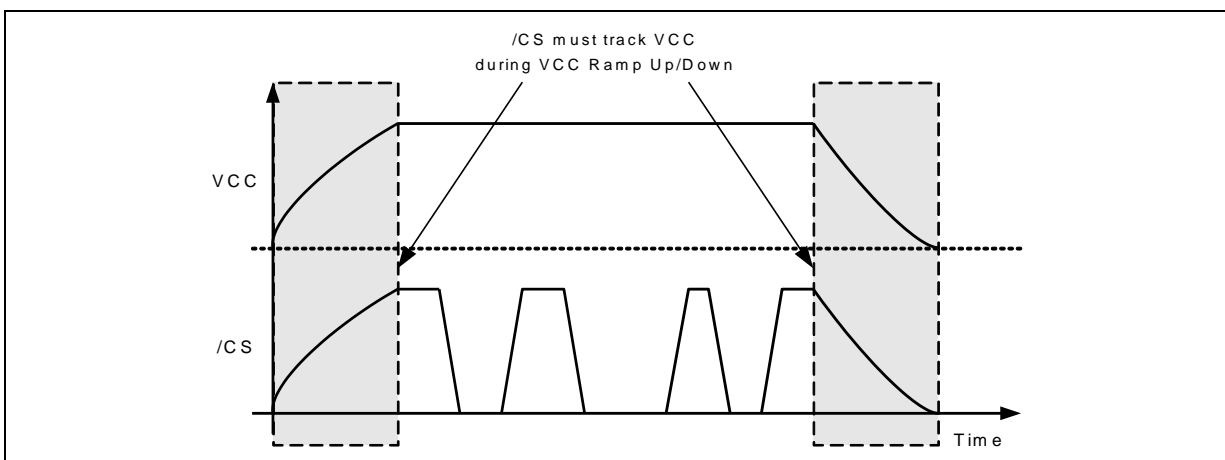 /CS must track VCC
during VCC Ramp Up/Down
VCC
/CS
Time